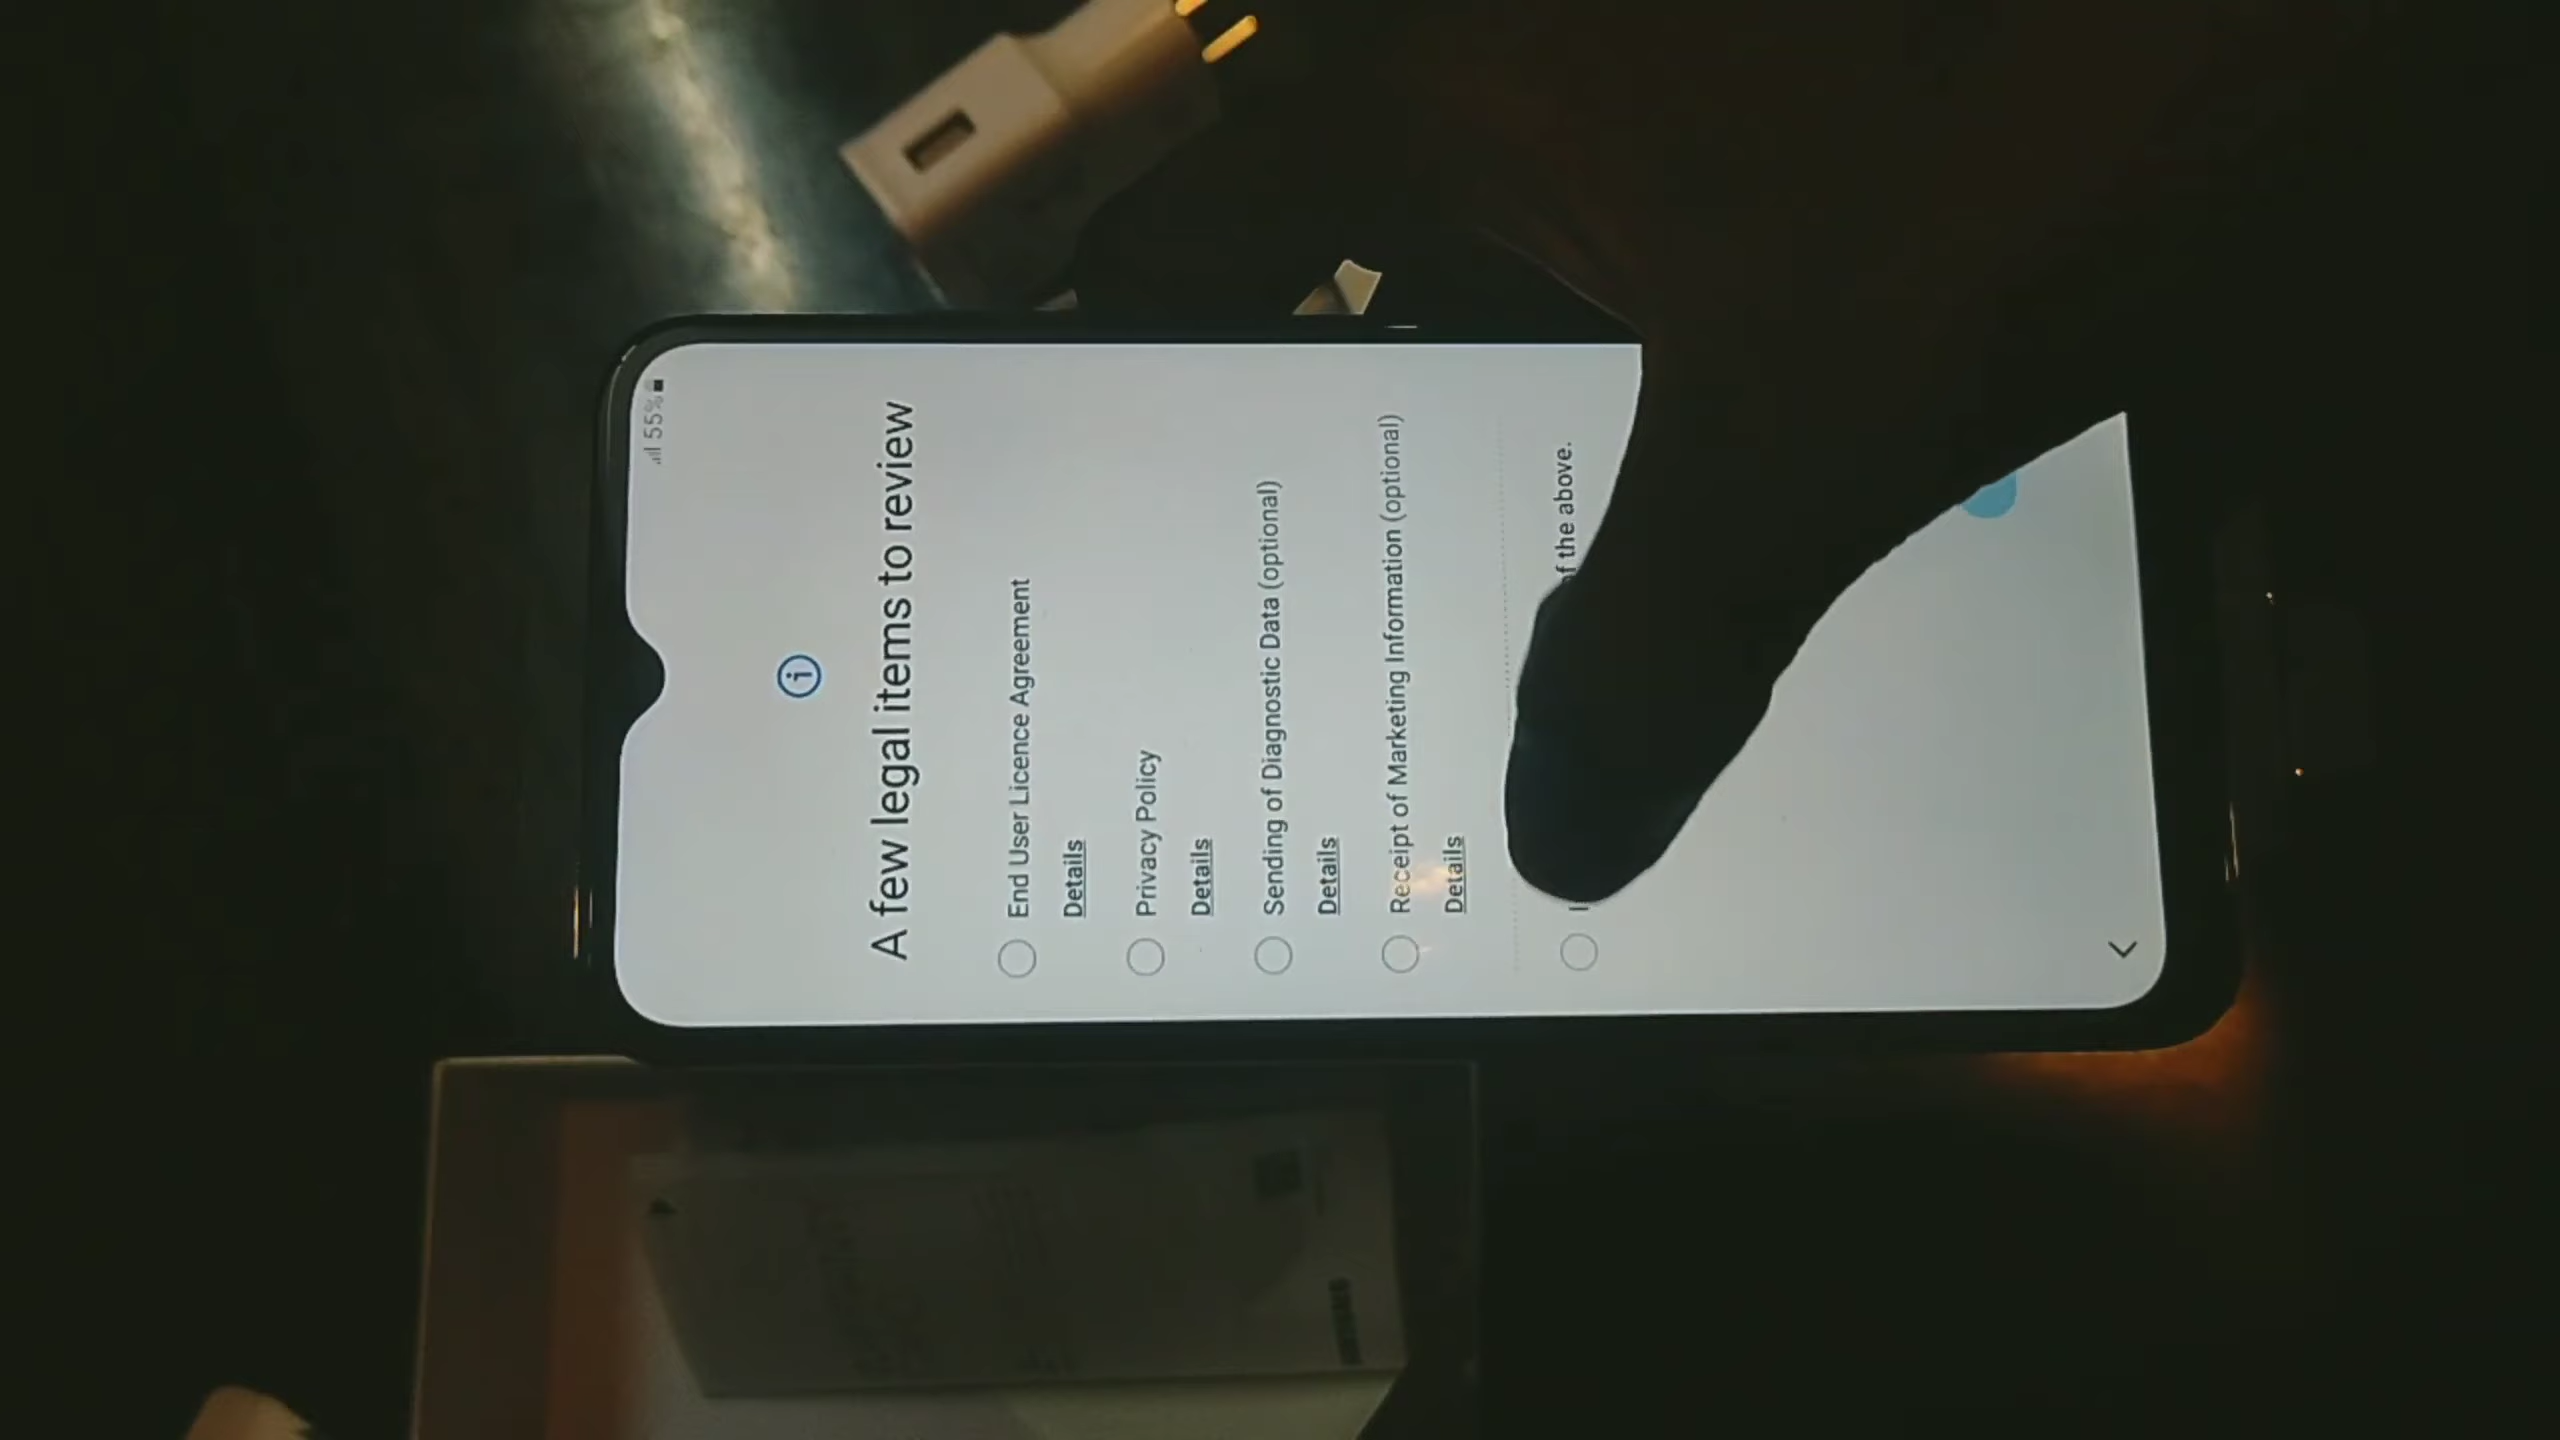 55%
A few legal items to review
End User Licence Agreement
Details
Privacy Policy
Details
Sending of Diagnostic Data (optional)
Details
Receipt of Marketing Information (optional)
Details
of the above.